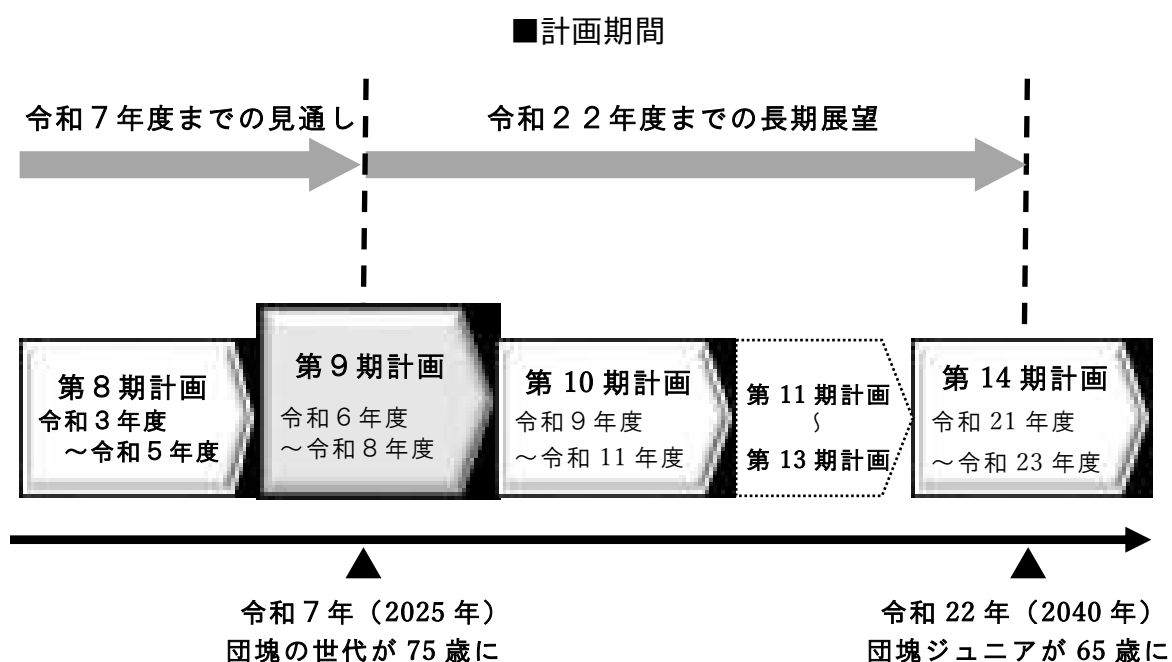 ■計画期間
令和７年度までの見通し
令和２２年度までの長期展望
第８期計画
令和３年度
～令和５年度
第９期計画
令和６年度
～令和８年度
第 10 期計画
令和９年度
～令和 11 年度
第 11 期計画
～
第 13 期計画
第 14 期計画
令和 21 年度
～令和 23 年度
令和７年（2025 年）
団塊の世代が 75 歳に
令和 22 年（2040 年）
団塊ジュニアが 65 歳に